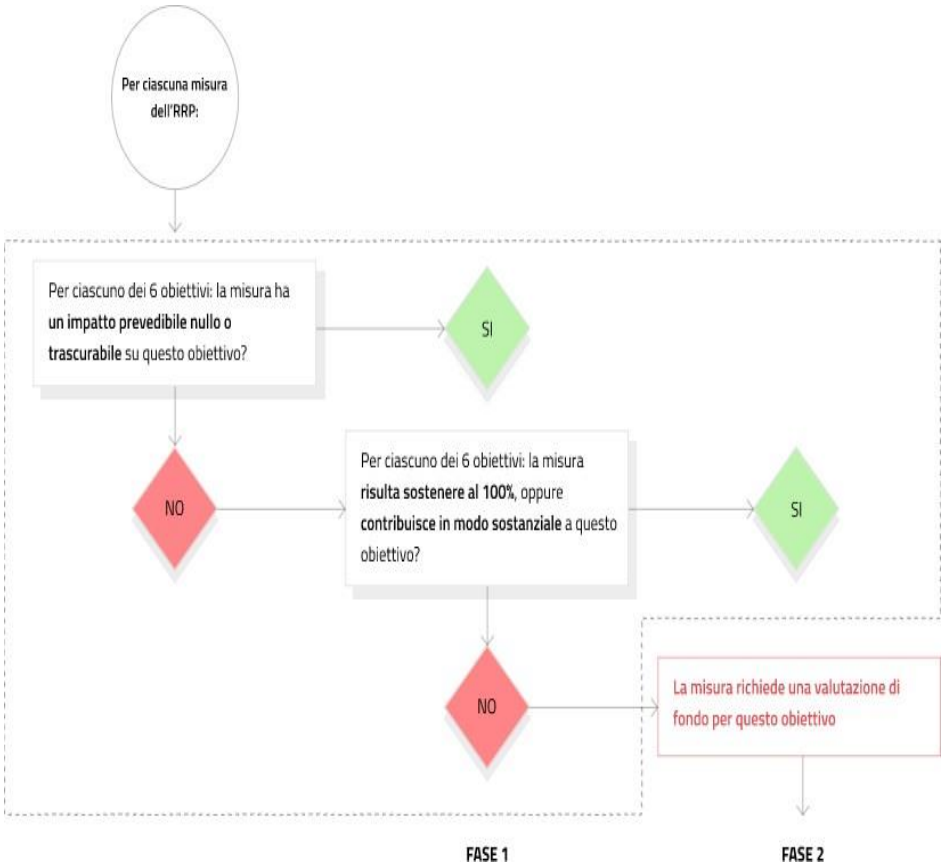 Per ciascuna misura
dell'RRP:
Per ciascuno dei 6 obiettivi: la misura ha
un impatto prevedibile nullo o
trascurabile su questo obiettivo?
SI
NO
Per ciascuno dei 6 obiettivi: la misura
risulta sostenere al 100%, oppure
contribuisce in modo sostanziale a questo
obiettivo?
SI
NO
La misura richiede una valutazione di
fondo per questo obiettivo
FASE 1
FASE 2